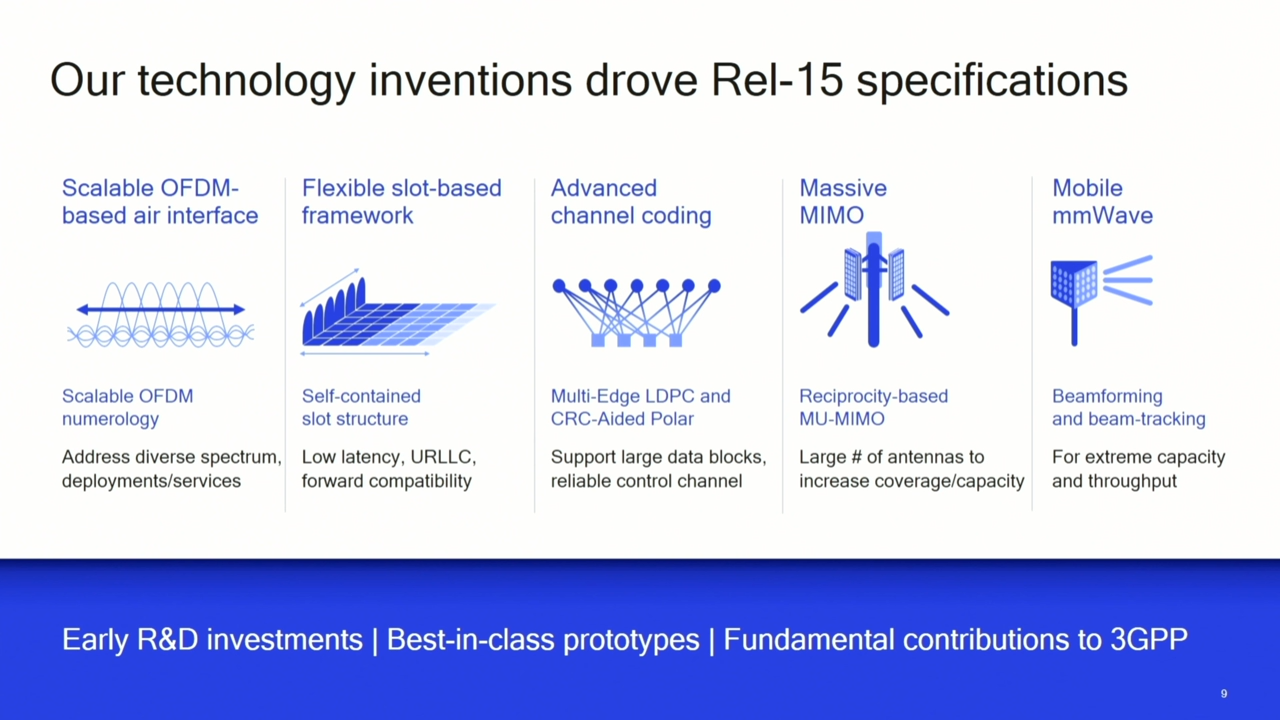 Our technology inventions drove Rel-15 specifications
Scalable OFDM-
based air interface
Scalable OFDM
numerology
Address diverse spectrum,
deployments/services
Flexible slot-based
framework
Self-contained
slot structure
Low latency, URLLC,
forward compatibility
Advanced
channel coding
Multi-Edge LDPC and
CRC-Aided Polar
Support large data blocks,
reliable control channel
Massive
MIMO
Reciprocity-based
MU-MIMO
Large # of antennas to
increase coverage/capacity
Mobile
mmWave
Beamforming
and beam-tracking
For extreme capacity
and throughput
Early R&D investments | Best-in-class prototypes | Fundamental contributions to 3GPP
9